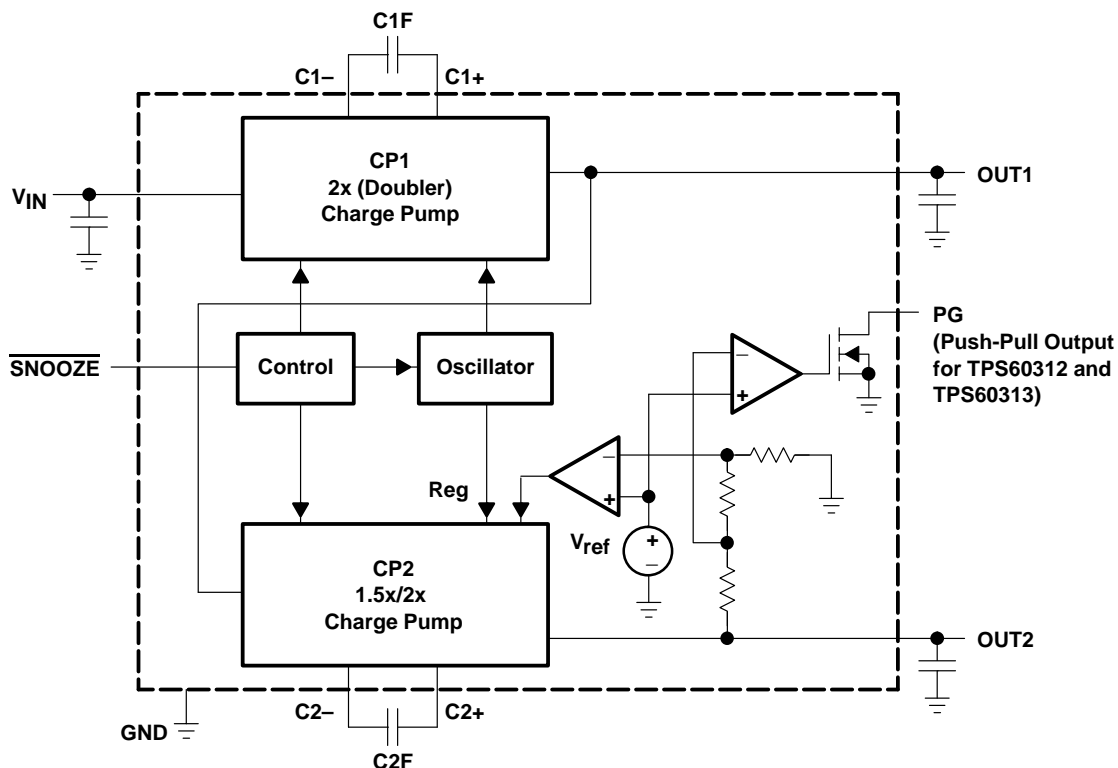 C1F
C1–
C1+
CP1
2x (Doubler)
Charge Pump
VIN
OUT1
PG
(Push-Pull Output
for TPS60312 and
TPS60313)
SNOOZE
Control
Oscillator
–
+
–
+
Reg
Vref
+
–
CP2
1.5x/2x
Charge Pump
OUT2
C2–
C2+
GND
C2F